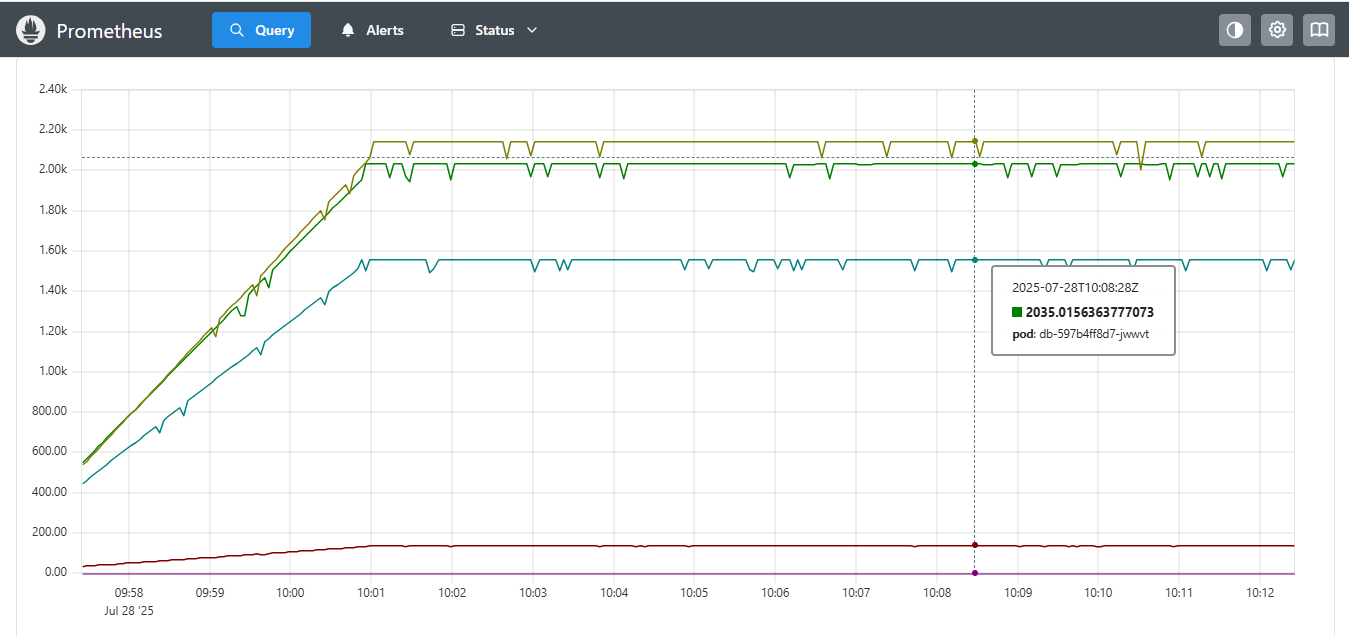 Prometheus Query Alerts Status
2.40k
2.20k
2.00k
1.80k
1.60k
1.40k
1.20k
1.00k
800.00
600.00
400.00
200.00
0.00
2025-07-28T10:08:28Z
2035.0156363777073
pod: db-597b4ff8d7-jwwvt
09:58 09:59 10:00 10:01 10:02 10:03 10:04 10:05 10:06 10:07 10:08 10:09 10:10 10:11 10:12
Jul 28 '25